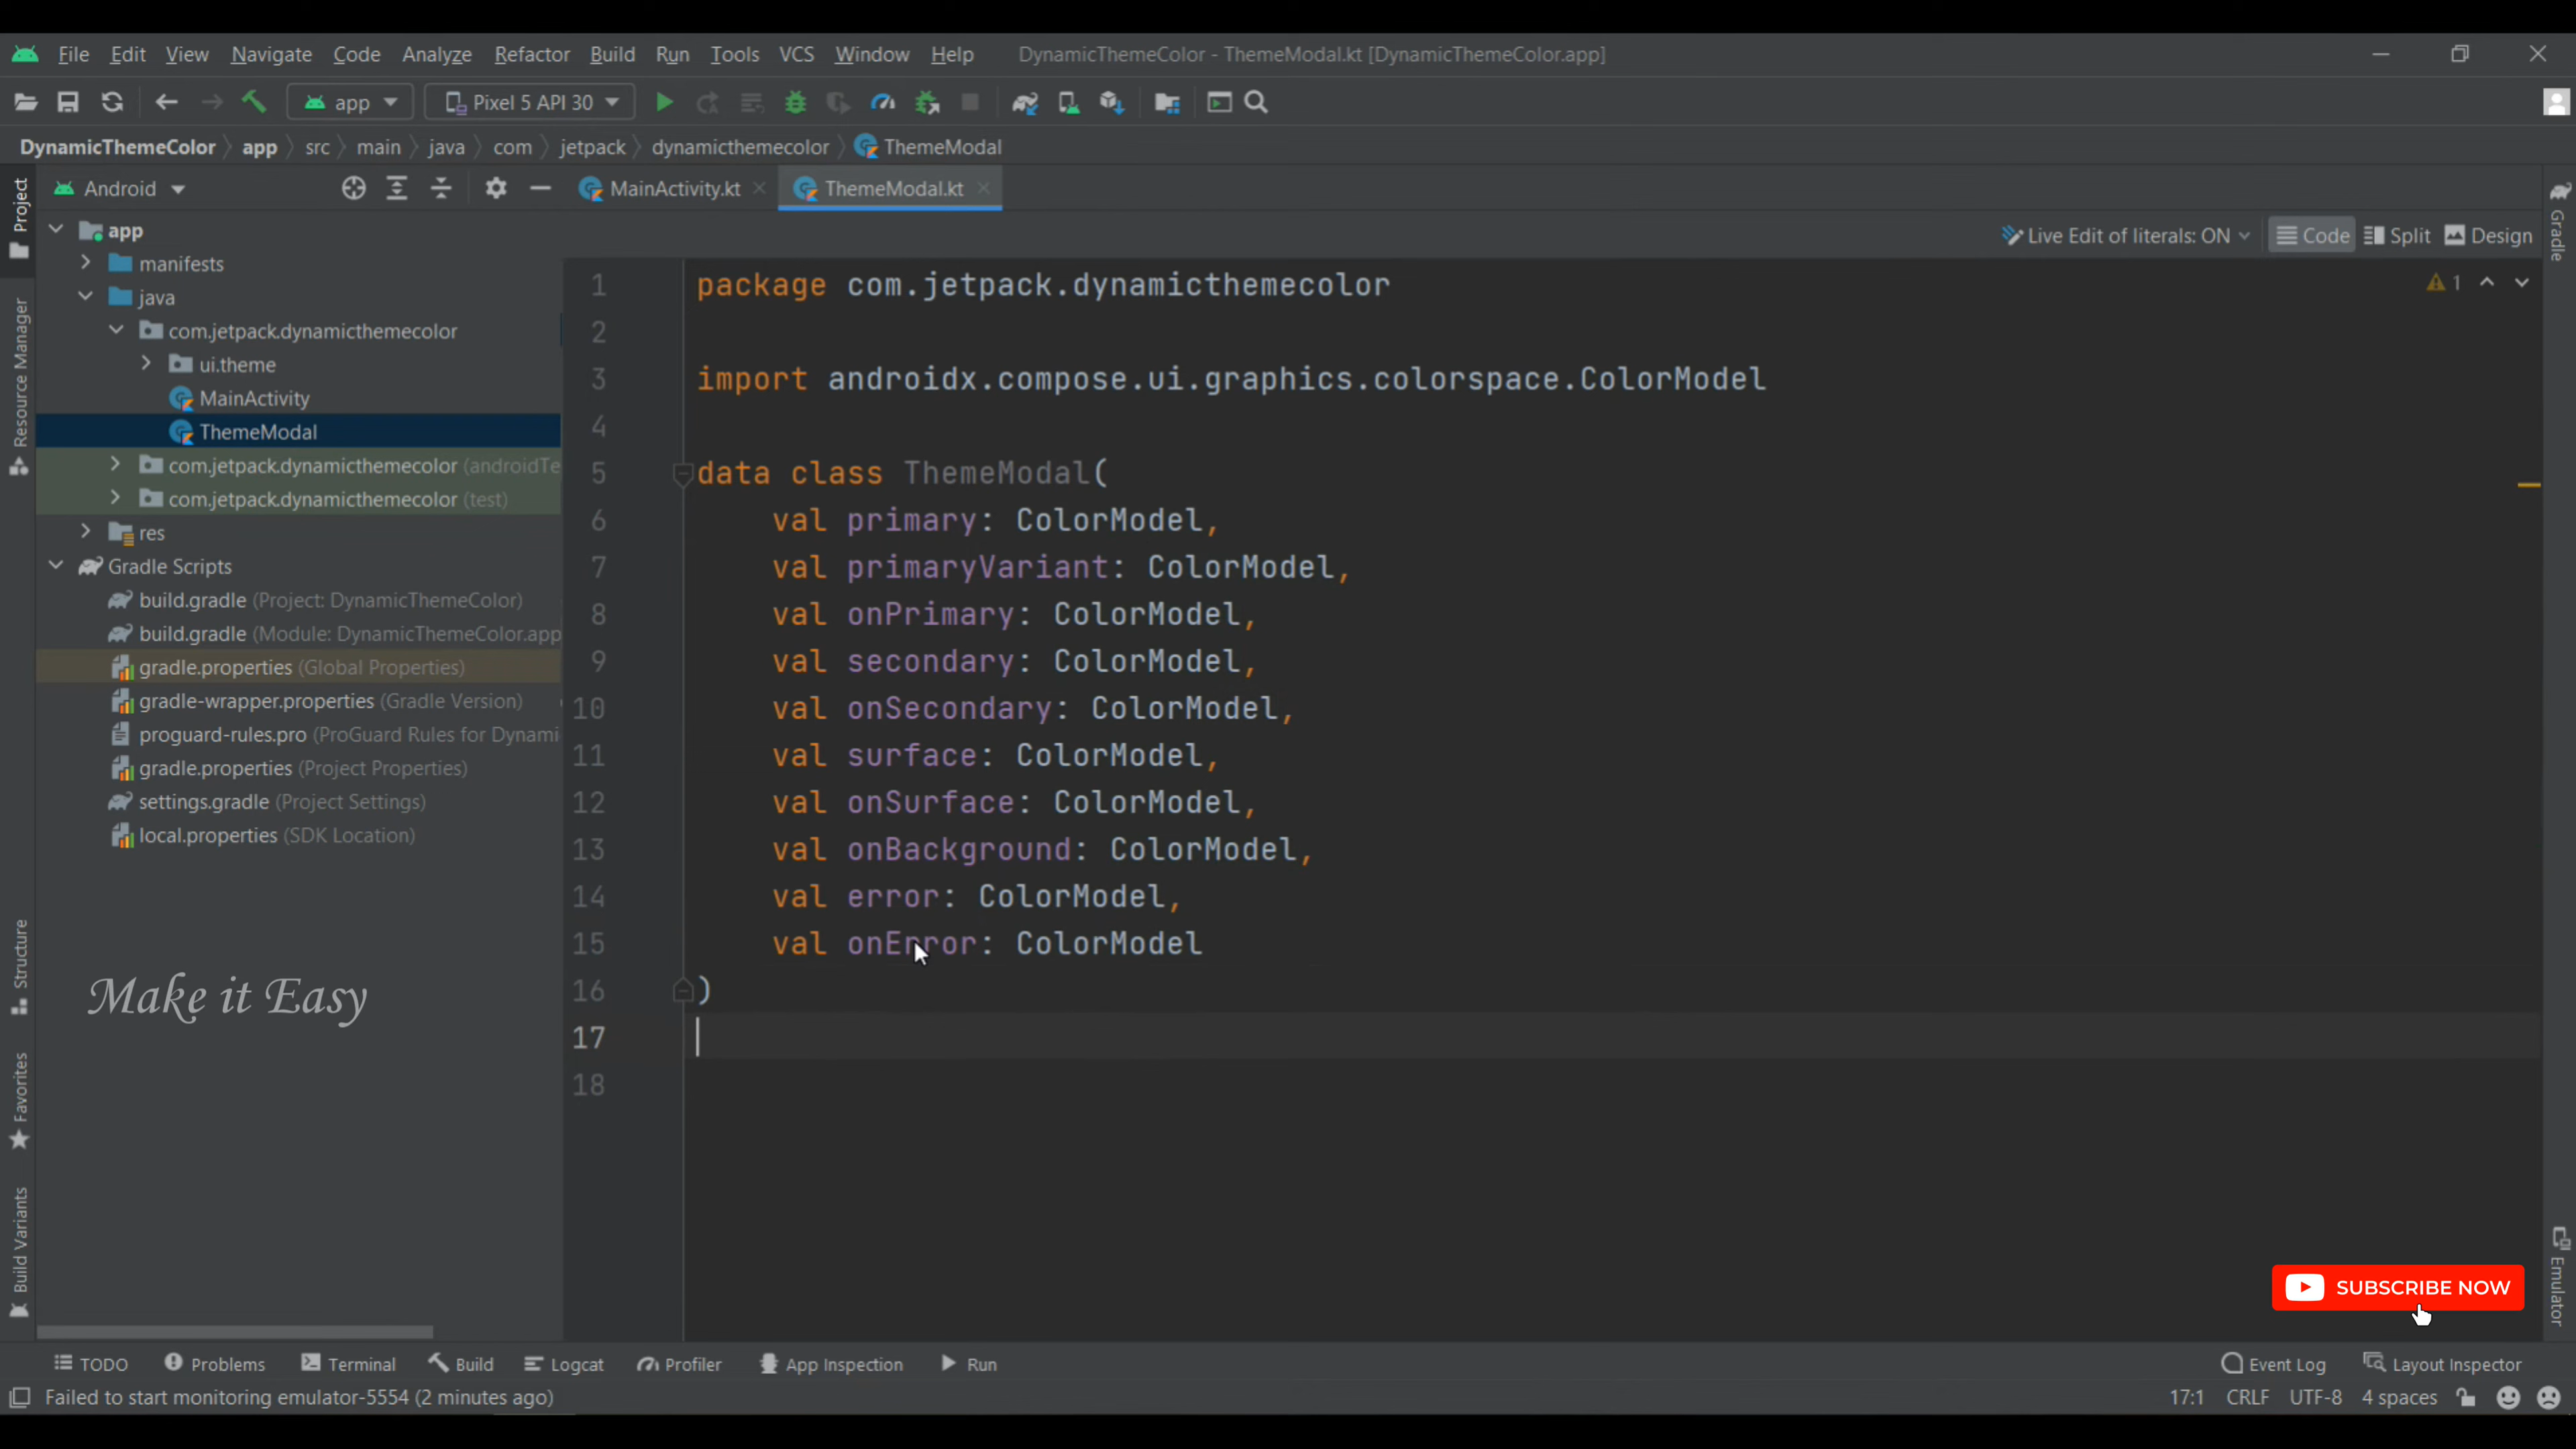 File Edit View Navigate Code Analyze Refactor Build Run Tools VCS Window Help DynamicThemeColor - ThemeModal.kt [DynamicThemeColor.app]
app Pixel 5 API 30
DynamicThemeColor app src main java com jetpack dynamicthemecolor ThemeModal
Project
Android
MainActivity.kt ThemeModal.kt
Gradle
Live Edit of literals: ON Code Split Design
app
manifests
java
com.jetpack.dynamicthemecolor
ui.theme
MainActivity
ThemeModal
com.jetpack.dynamicthemecolor (androidTe
com.jetpack.dynamicthemecolor (test)
res
Gradle Scripts
build.gradle (Project: DynamicThemeColor)
build.gradle (Module: DynamicThemeColor.app
gradle.properties (Global Properties)
gradle-wrapper.properties (Gradle Version)
proguard-rules.pro (ProGuard Rules for Dynami
gradle.properties (Project Properties)
settings.gradle (Project Settings)
local.properties (SDK Location)
Resource Manager
Structure
Favorites
Build Variants
Make it Easy
1 package com.jetpack.dynamicthemecolor
2
3 import androidx.compose.ui.graphics.colorspace.ColorModel
4
5 data class ThemeModal(
6 val primary: ColorModel,
7 val primaryVariant: ColorModel,
8 val onPrimary: ColorModel,
9 val secondary: ColorModel,
10 val onSecondary: ColorModel,
11 val surface: ColorModel,
12 val onSurface: ColorModel,
13 val onBackground: ColorModel,
14 val error: ColorModel,
15 val onError: ColorModel
16 )
17
18
1
SUBSCRIBE NOW
Emulator
TODO Problems Terminal Build Logcat Profiler App Inspection Run Event Log Layout Inspector
Failed to start monitoring emulator-5554 (2 minutes ago) 17:1 CRLF UTF-8 4 spaces